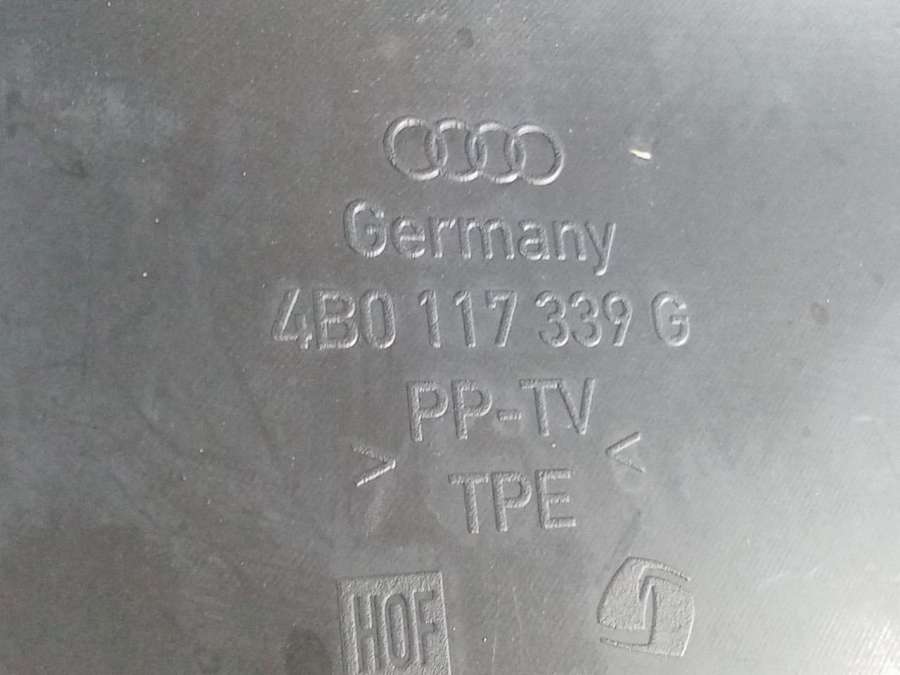 Germany
4B0 117 339 G
PP-TV
> TPE <
HOF